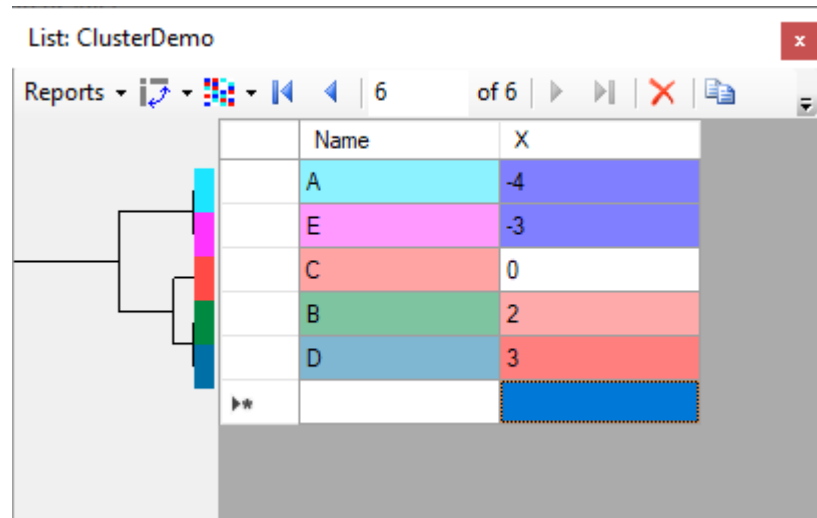 List: ClusterDemo
x
Reports 6 of 6
Name X
A -4
E -3
C 0
B 2
D 3